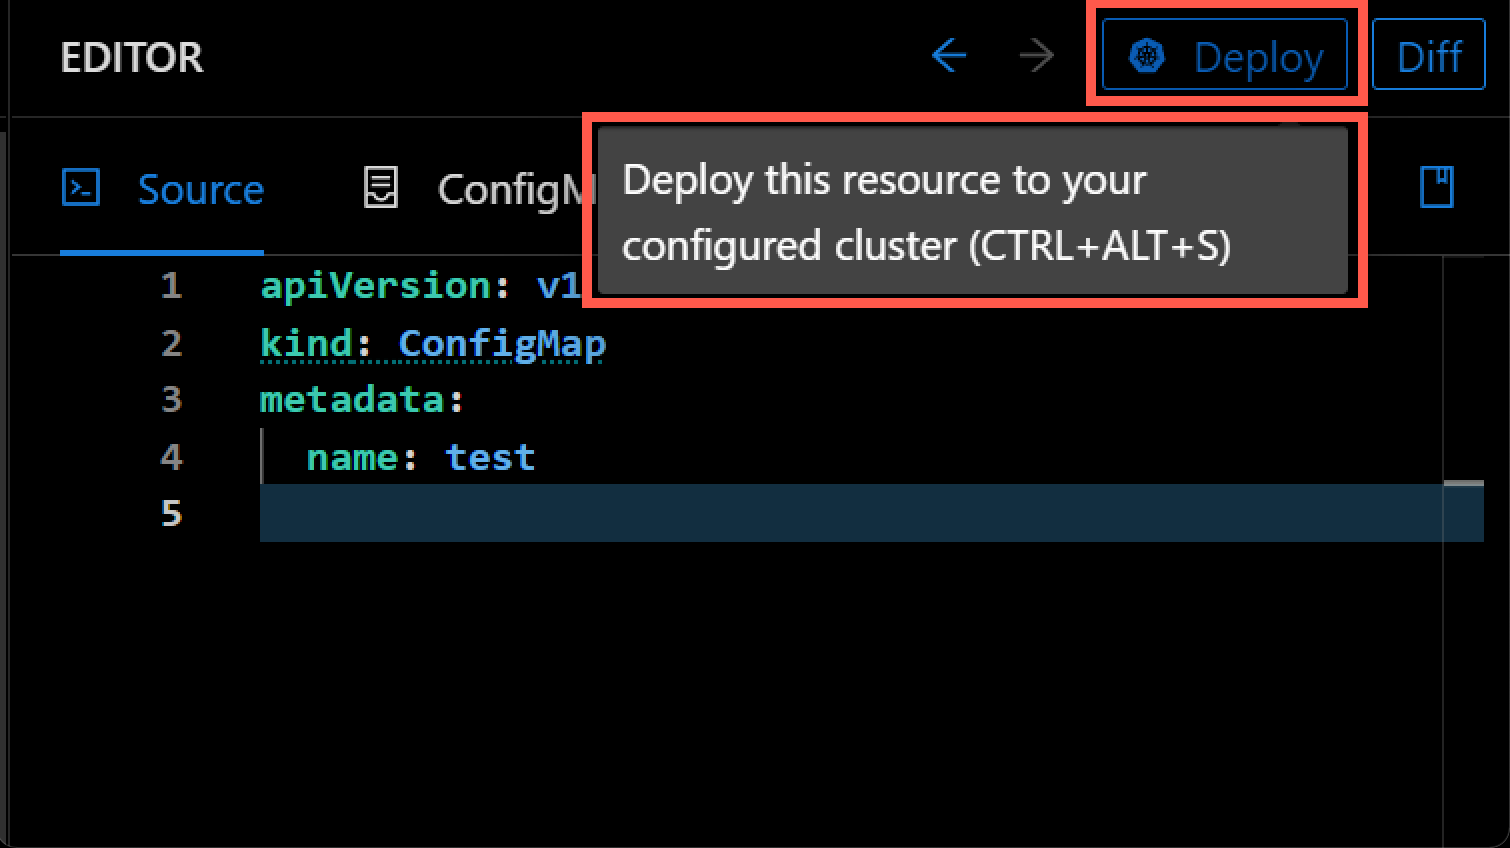 EDITOR
Deploy
Diff
Source
ConfigM
Deploy this resource to your
configured cluster (CTRL+ALT+S)
1 apiVersion: v1
2 kind: ConfigMap
3 metadata:
4   name: test
5